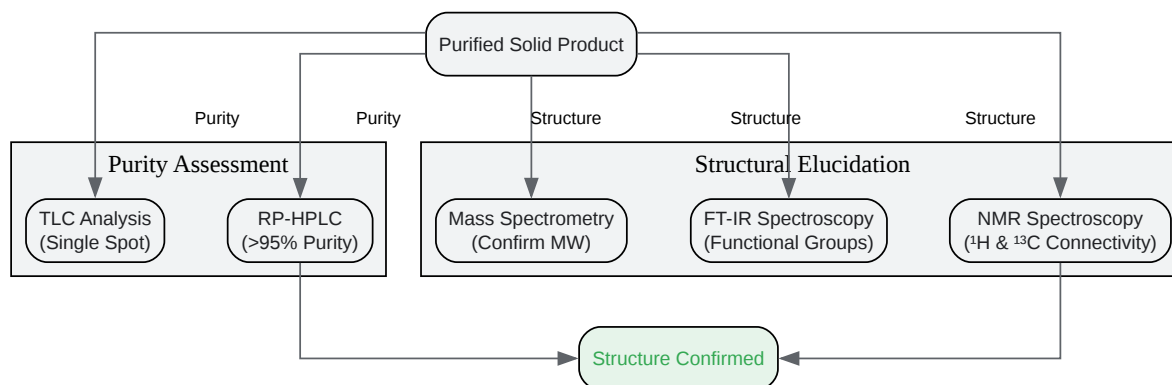 Purified Solid Product
Purity
Purity
Structure
Structure
Structure
Purity Assessment
Structural Elucidation
TLC Analysis
(Single Spot)
RP-HPLC
(>95% Purity)
Mass Spectrometry
(Confirm MW)
FT-IR Spectroscopy
(Functional Groups)
NMR Spectroscopy
(¹H & ¹³C Connectivity)
Structure Confirmed